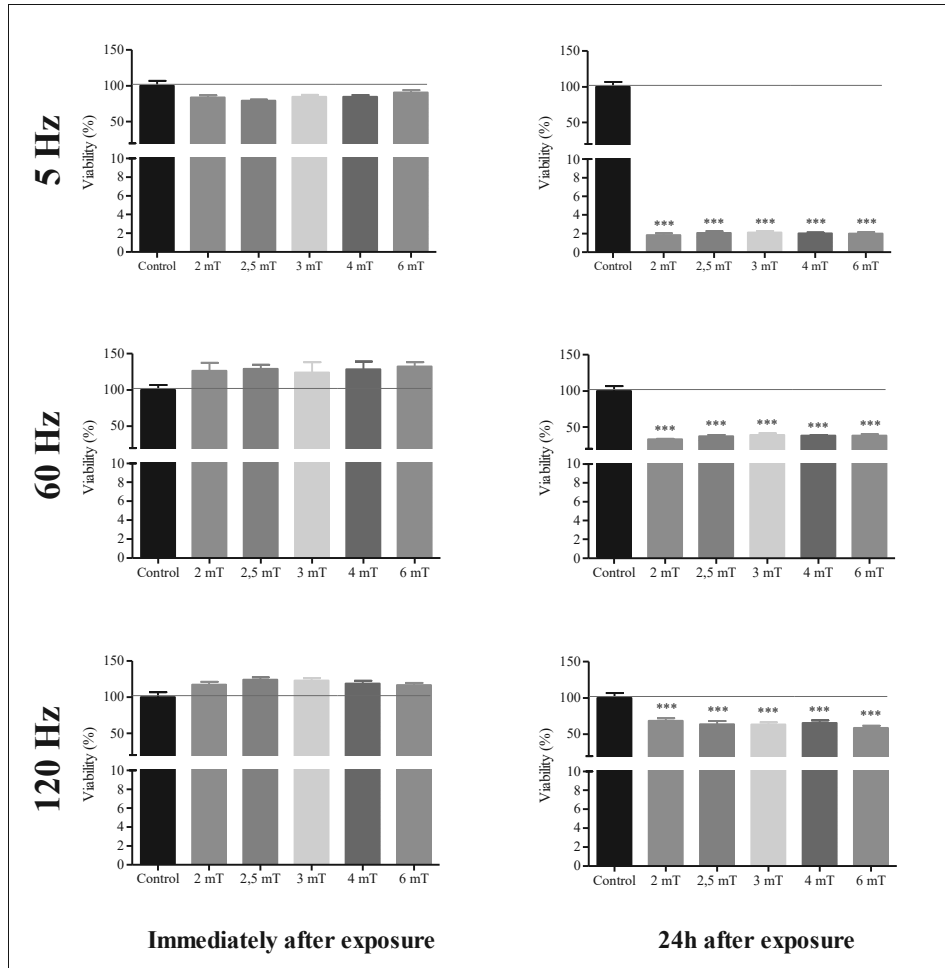 5 Hz
Viability (%)
150
100
50
10
8
6
4
2
0
Control 2 mT 2,5 mT 3 mT 4 mT 6 mT
Viability (%)
150
100
50
10
8
6
4
2
0
*** *** *** *** ***
Control 2 mT 2,5 mT 3 mT 4 mT 6 mT
60 Hz
Viability (%)
150
100
50
10
8
6
4
2
0
Control 2 mT 2,5 mT 3 mT 4 mT 6 mT
Viability (%)
150
100
50
*** *** *** *** ***
10
8
6
4
2
0
Control 2 mT 2,5 mT 3 mT 4 mT 6 mT
120 Hz
Viability (%)
150
100
50
10
8
6
4
2
0
Control 2 mT 2,5 mT 3 mT 4 mT 6 mT
Viability (%)
150
100
*** *** *** *** ***
50
10
8
6
4
2
0
Control 2 mT 2,5 mT 3 mT 4 mT 6 mT
Immediately after exposure
24h after exposure